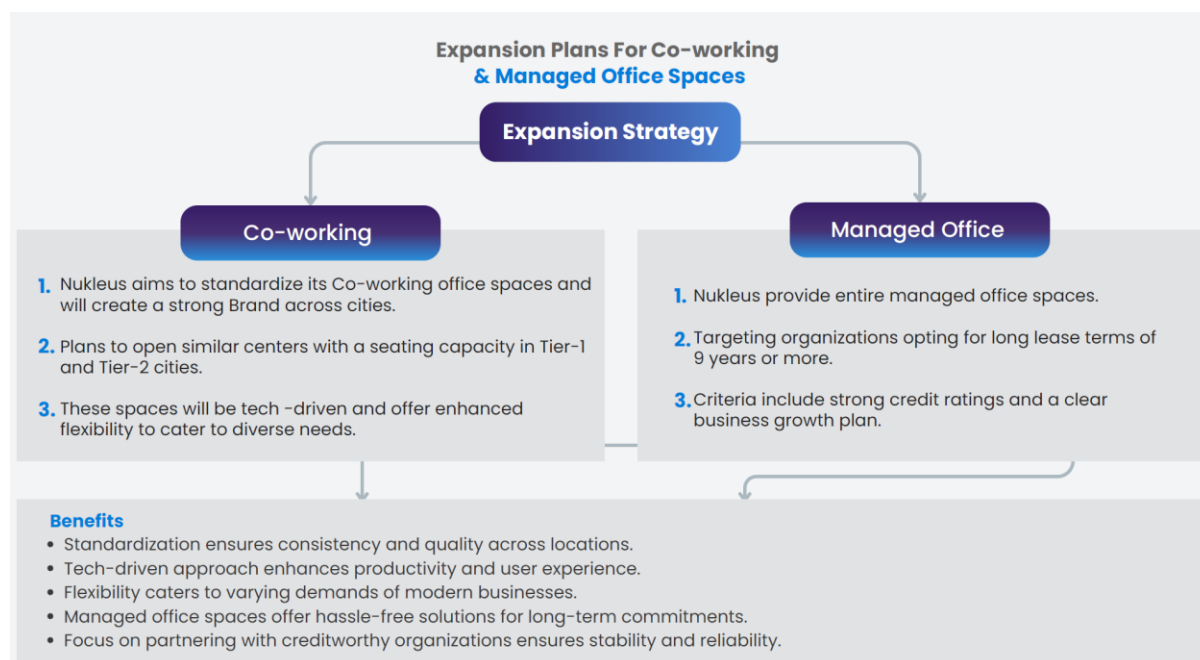 Expansion Plans For Co-working
& Managed Office Spaces
Expansion Strategy
Co-working
1. Nukleus aims to standardize its Co-working office spaces and
will create a strong Brand across cities.
2. Plans to open similar centers with a seating capacity in Tier-1
and Tier-2 cities.
3. These spaces will be tech -driven and offer enhanced
flexibility to cater to diverse needs.
Managed Office
1. Nukleus provide entire managed office spaces.
2. Targeting organizations opting for long lease terms of
9 years or more.
3. Criteria include strong credit ratings and a clear
business growth plan.
Benefits
• Standardization ensures consistency and quality across locations.
• Tech-driven approach enhances productivity and user experience.
• Flexibility caters to varying demands of modern businesses.
• Managed office spaces offer hassle-free solutions for long-term commitments.
• Focus on partnering with creditworthy organizations ensures stability and reliability.